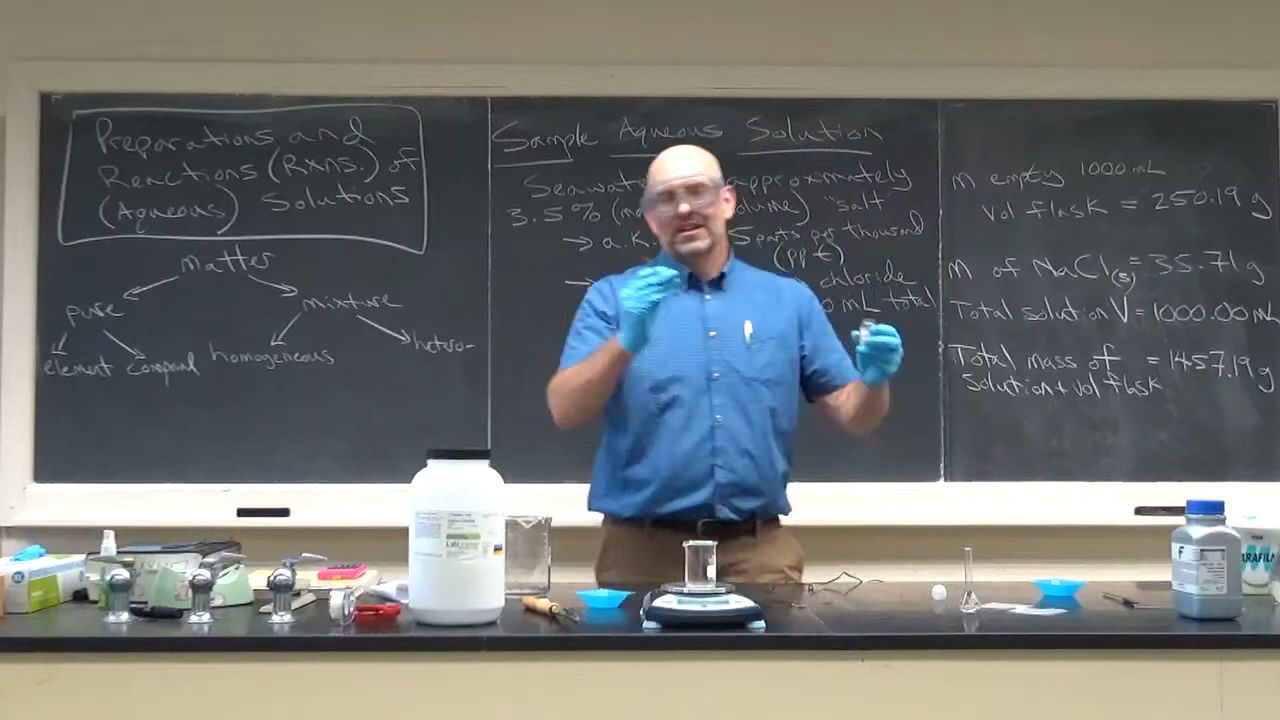 Preparations and
Reactions (Rxns.) of
(Aqueous) Solutions
Matter
pure
mixture
element compound homogeneous hetero-
Sample Aqueous Solution
approximately
3.5% volume) "salt"
→ a.k. parts per thousand
(ppt)
→ chloride
mL total
m empty 1000 mL
vol flask = 250.19 g
m of NaCl(s) = 35.71 g
Total solution V = 1000.00 mL
Total mass of = 1457.19 g
solution + vol flask